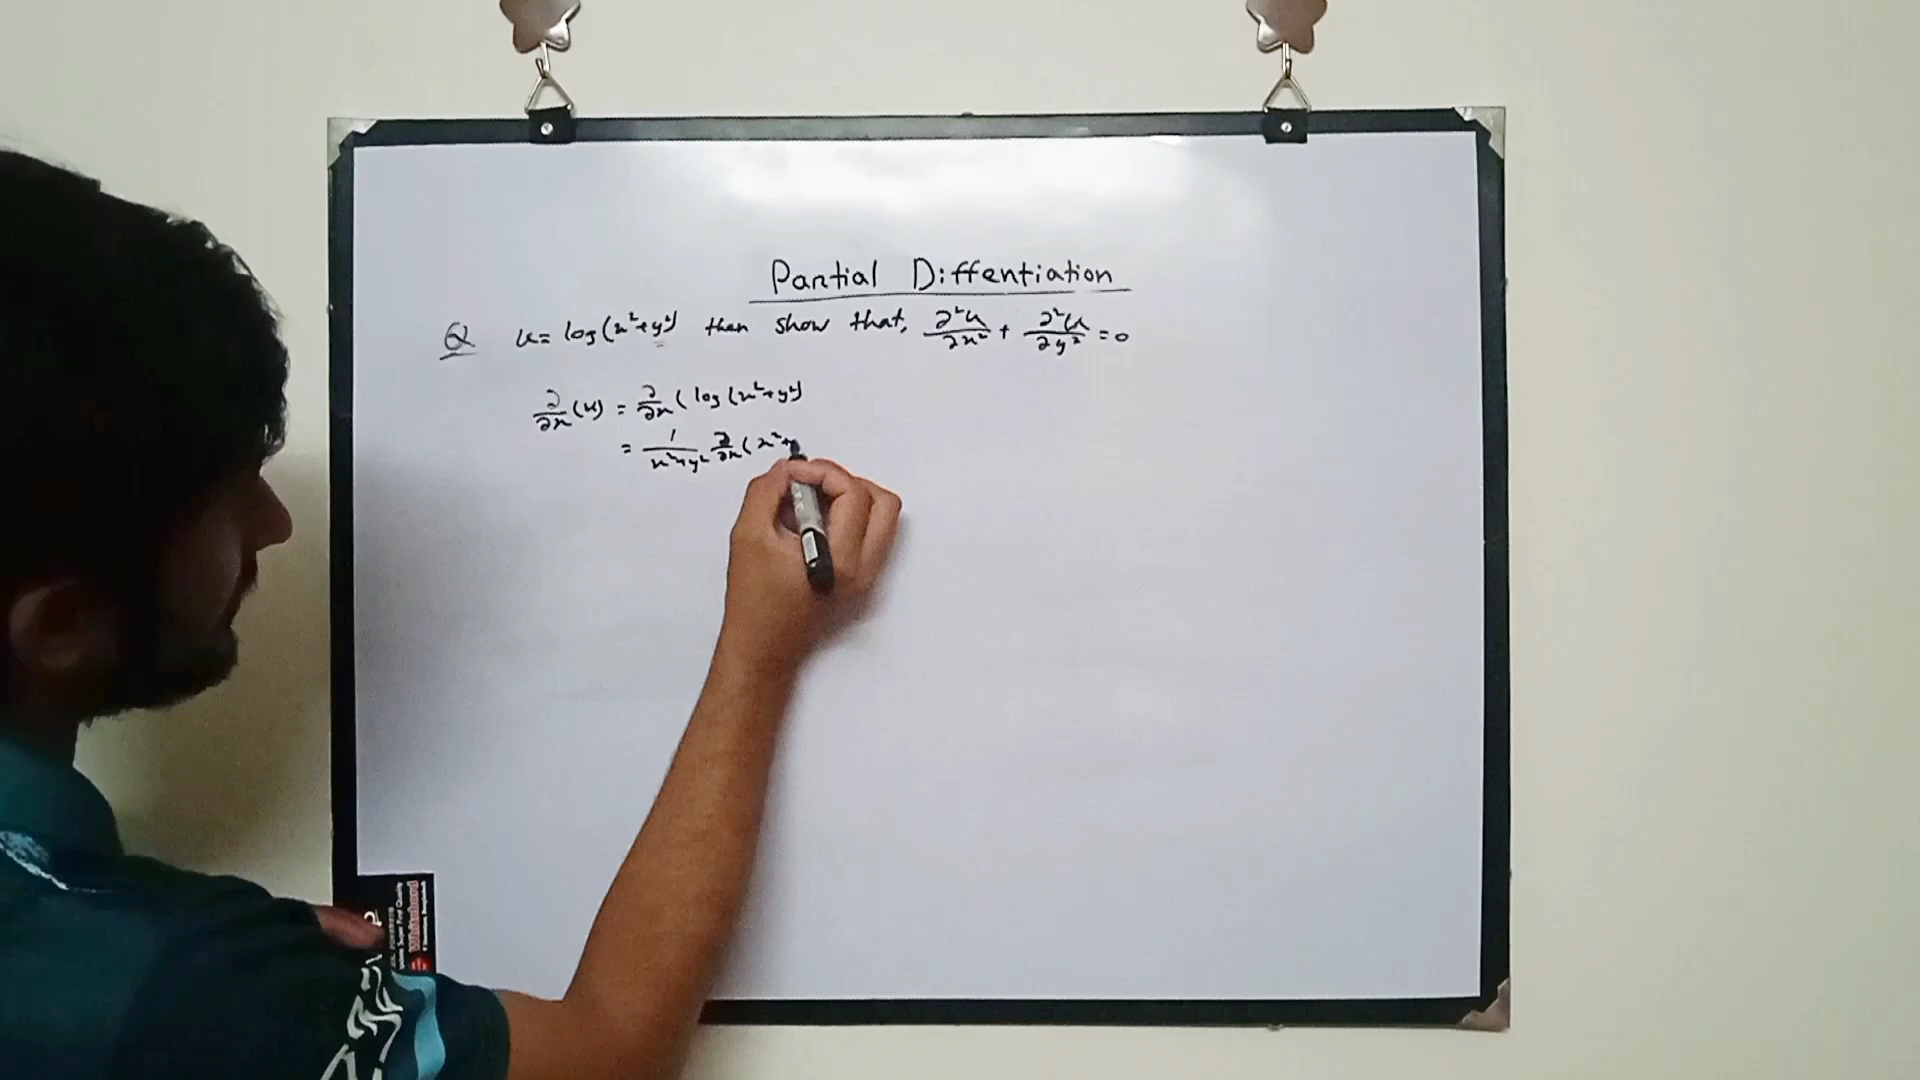 Partial Diffentiation
Q u = log(x²+y²) then show that, ∂²u/∂x² + ∂²u/∂y² = 0
∂/∂x (u) = ∂/∂x ( log (x²+y²)
= 1/x²+y² ∂/∂x ( x²+
Whiteboard